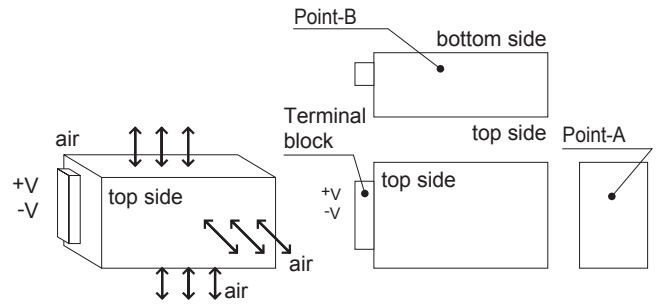 Point-B
bottom side
air
Terminal
block
top side
Point-A
+V
-V
top side
air
air
+V
-V
top side